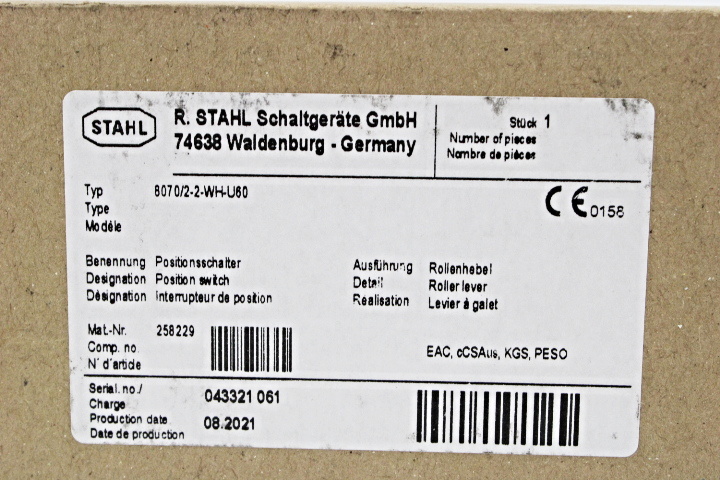 STAHL
R. STAHL Schaltgeräte GmbH
74638 Waldenburg - Germany
Stück 1
Number of pieces
Nombre de pièces
Typ 8070/2-2-WH-U60
Type
Modèle
CE 0158
Benennung Positionsschalter
Designation Position switch
Dèsignation Interrupteur de position
Ausführung Rollenhebel
Detail Roller lever
Realisation Levier à galet
Mat.-Nr. 258229
Comp. no
N° d'article
EAC, cCSAus, KGS, PESO
Serial. no./ 043321 061
Charge
Production date 08.2021
Date de production